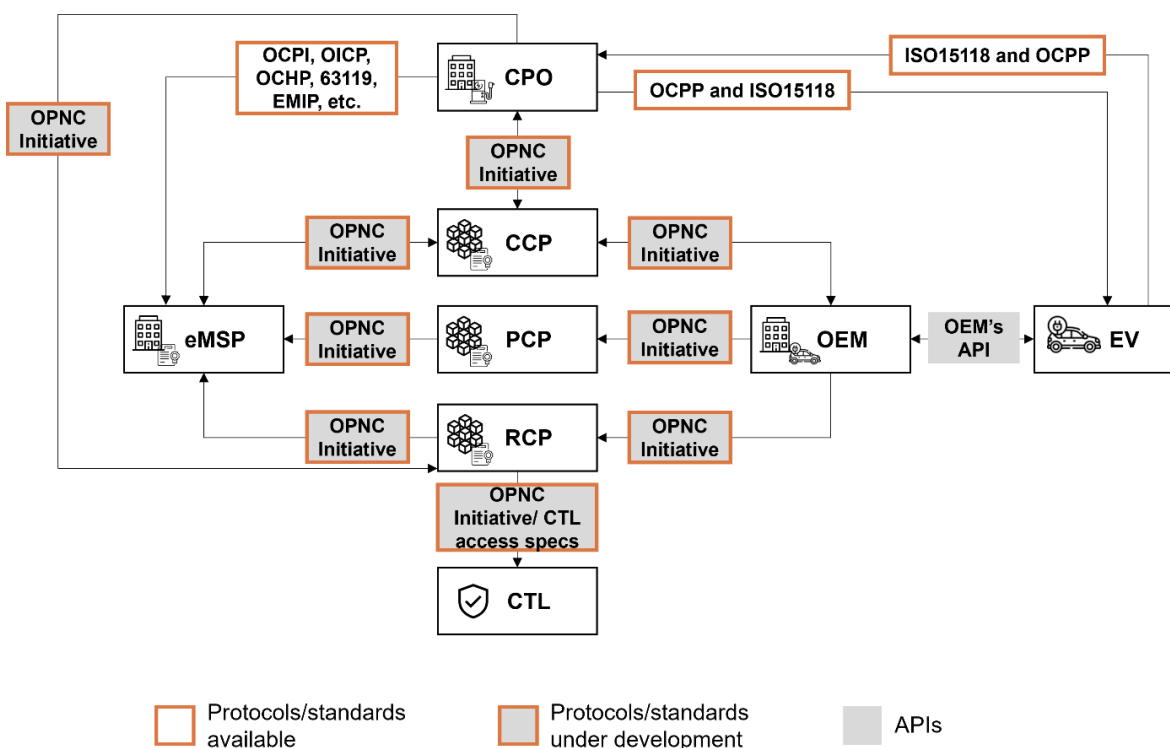 OCPI, OICP,
OCHP, 63119,
EMIP, etc.
CPO
ISO15118 and OCPP
OCPP and ISO15118
OPNC
Initiative
OPNC
Initiative
OPNC
Initiative
CCP
OPNC
Initiative
eMSP
OPNC
Initiative
PCP
OPNC
Initiative
OEM
OEM's
API
EV
OPNC
Initiative
RCP
OPNC
Initiative
OPNC
Initiative/ CTL
access specs
CTL
Protocols/standards
available
Protocols/standards
under development
APIs